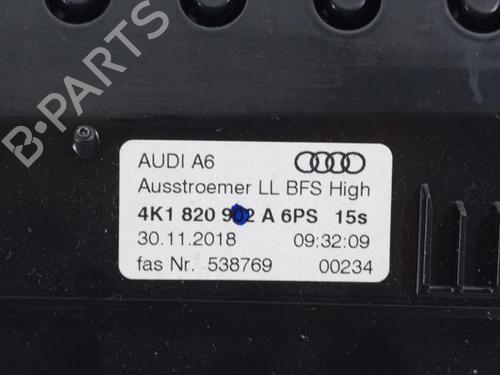 B-PARTS
AUDI A6
Ausstroemer LL BFS High
4K1 820 902 A 6PS 15s
30.11.2018 09:32:09
fas Nr. 538769 00234